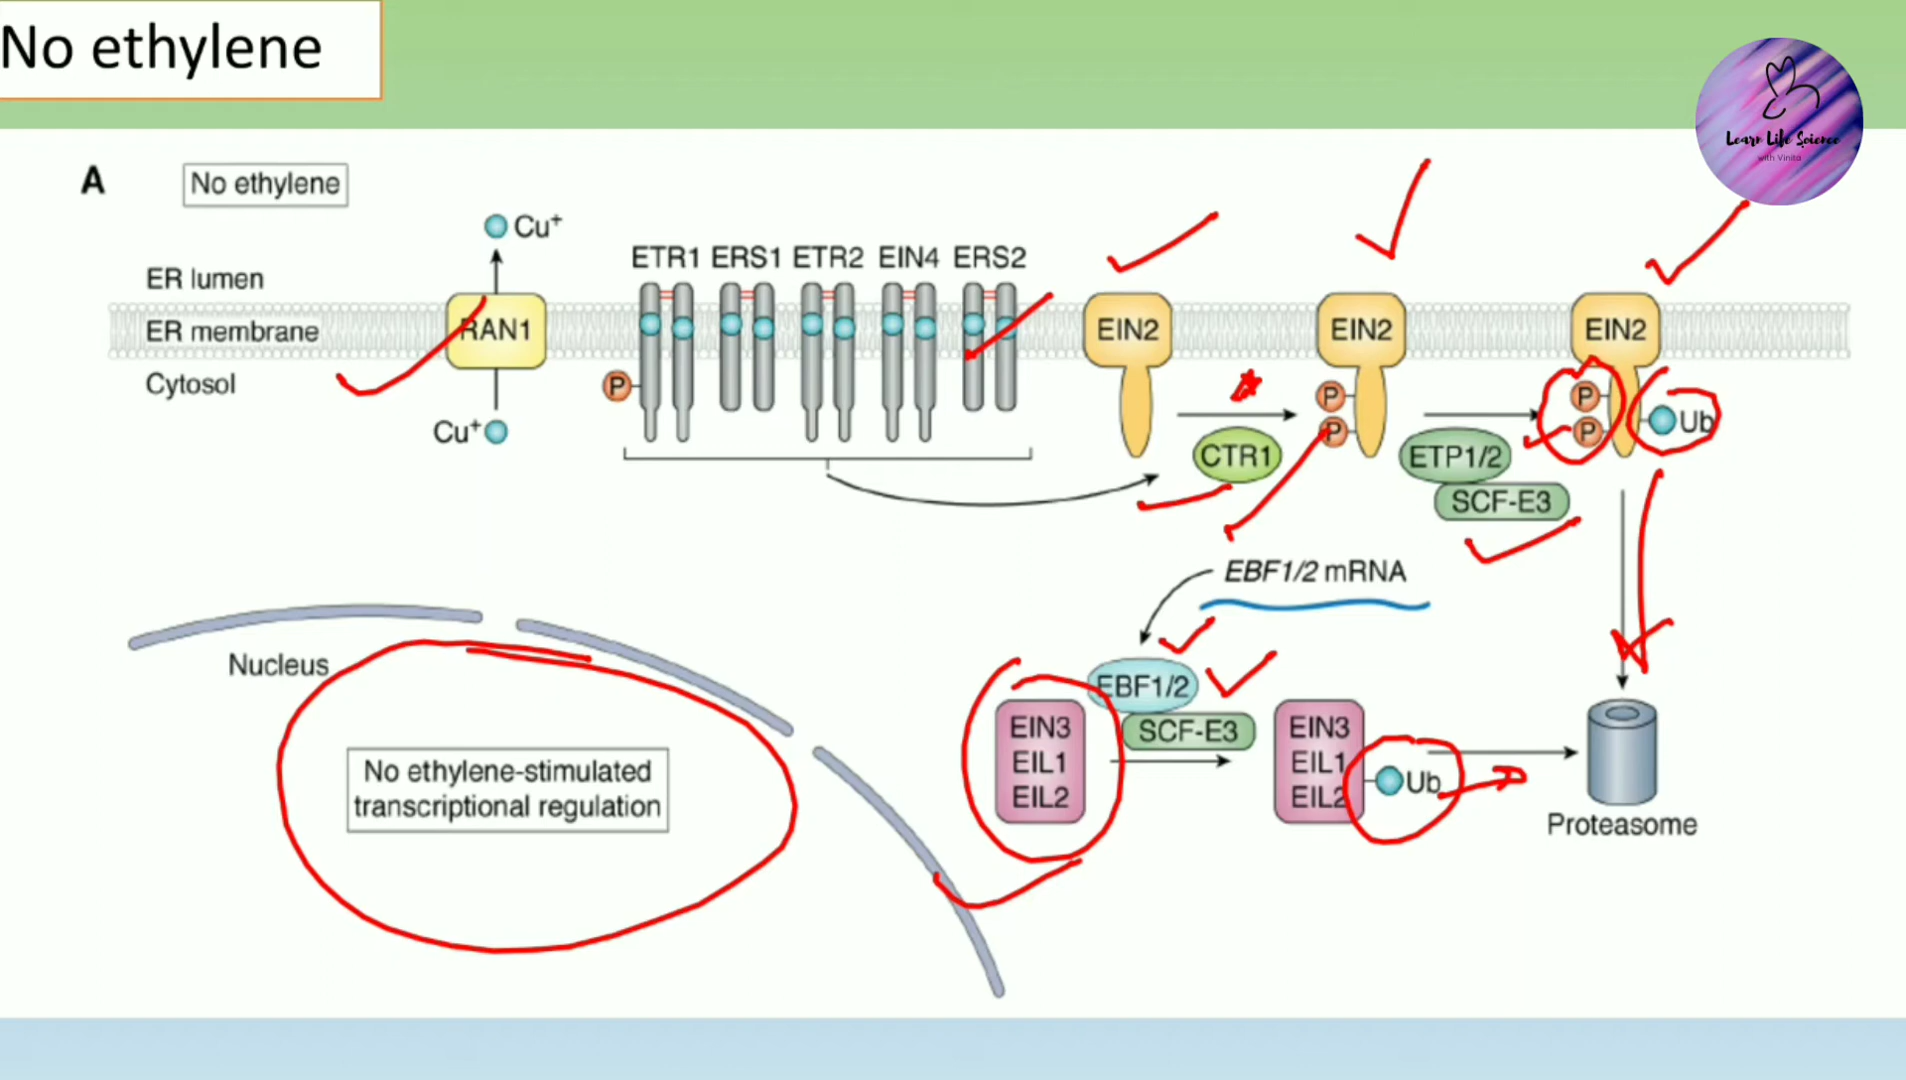 No ethylene
Learn Life Science
with Vinita
A
No ethylene
Cu⁺
ETR1 ERS1 ETR2 EIN4 ERS2
ER lumen
ER membrane
Cytosol
RAN1
EIN2
EIN2
EIN2
P
P
P
P
P
Ub
Cu⁺
CTR1
ETP1/2
SCF-E3
EBF1/2 mRNA
Nucleus
EBF1/2
SCF-E3
EIN3
EIL1
EIL2
EIN3
EIL1
EIL2
Ub
No ethylene-stimulated
transcriptional regulation
Proteasome